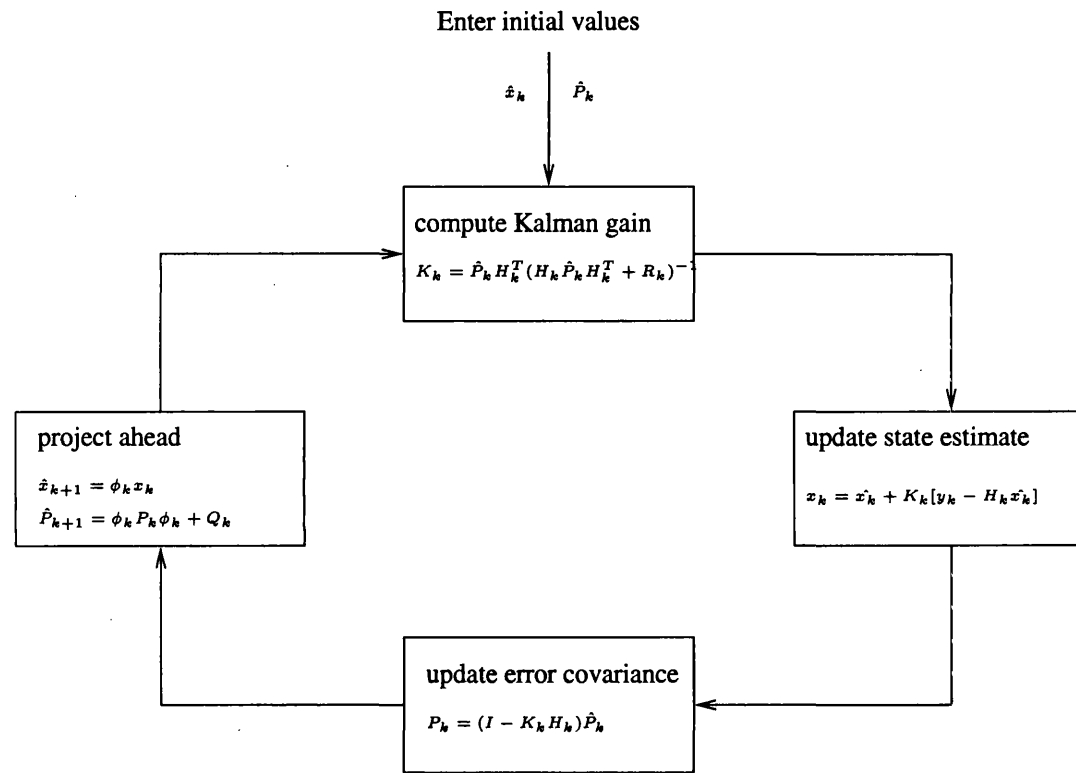 Enter initial values
x̂_k P̂_k
compute Kalman gain
K_k = P̂_k H_k^T (H_k P̂_k H_k^T + R_k)^-1
project ahead
x̂_{k+1} = ϕ_k x_k
P̂_{k+1} = ϕ_k P_k ϕ_k + Q_k
update state estimate
x_k = x̂_k + K_k[y_k − H_k x̂_k]
update error covariance
P_k = (I − K_k H_k)P̂_k